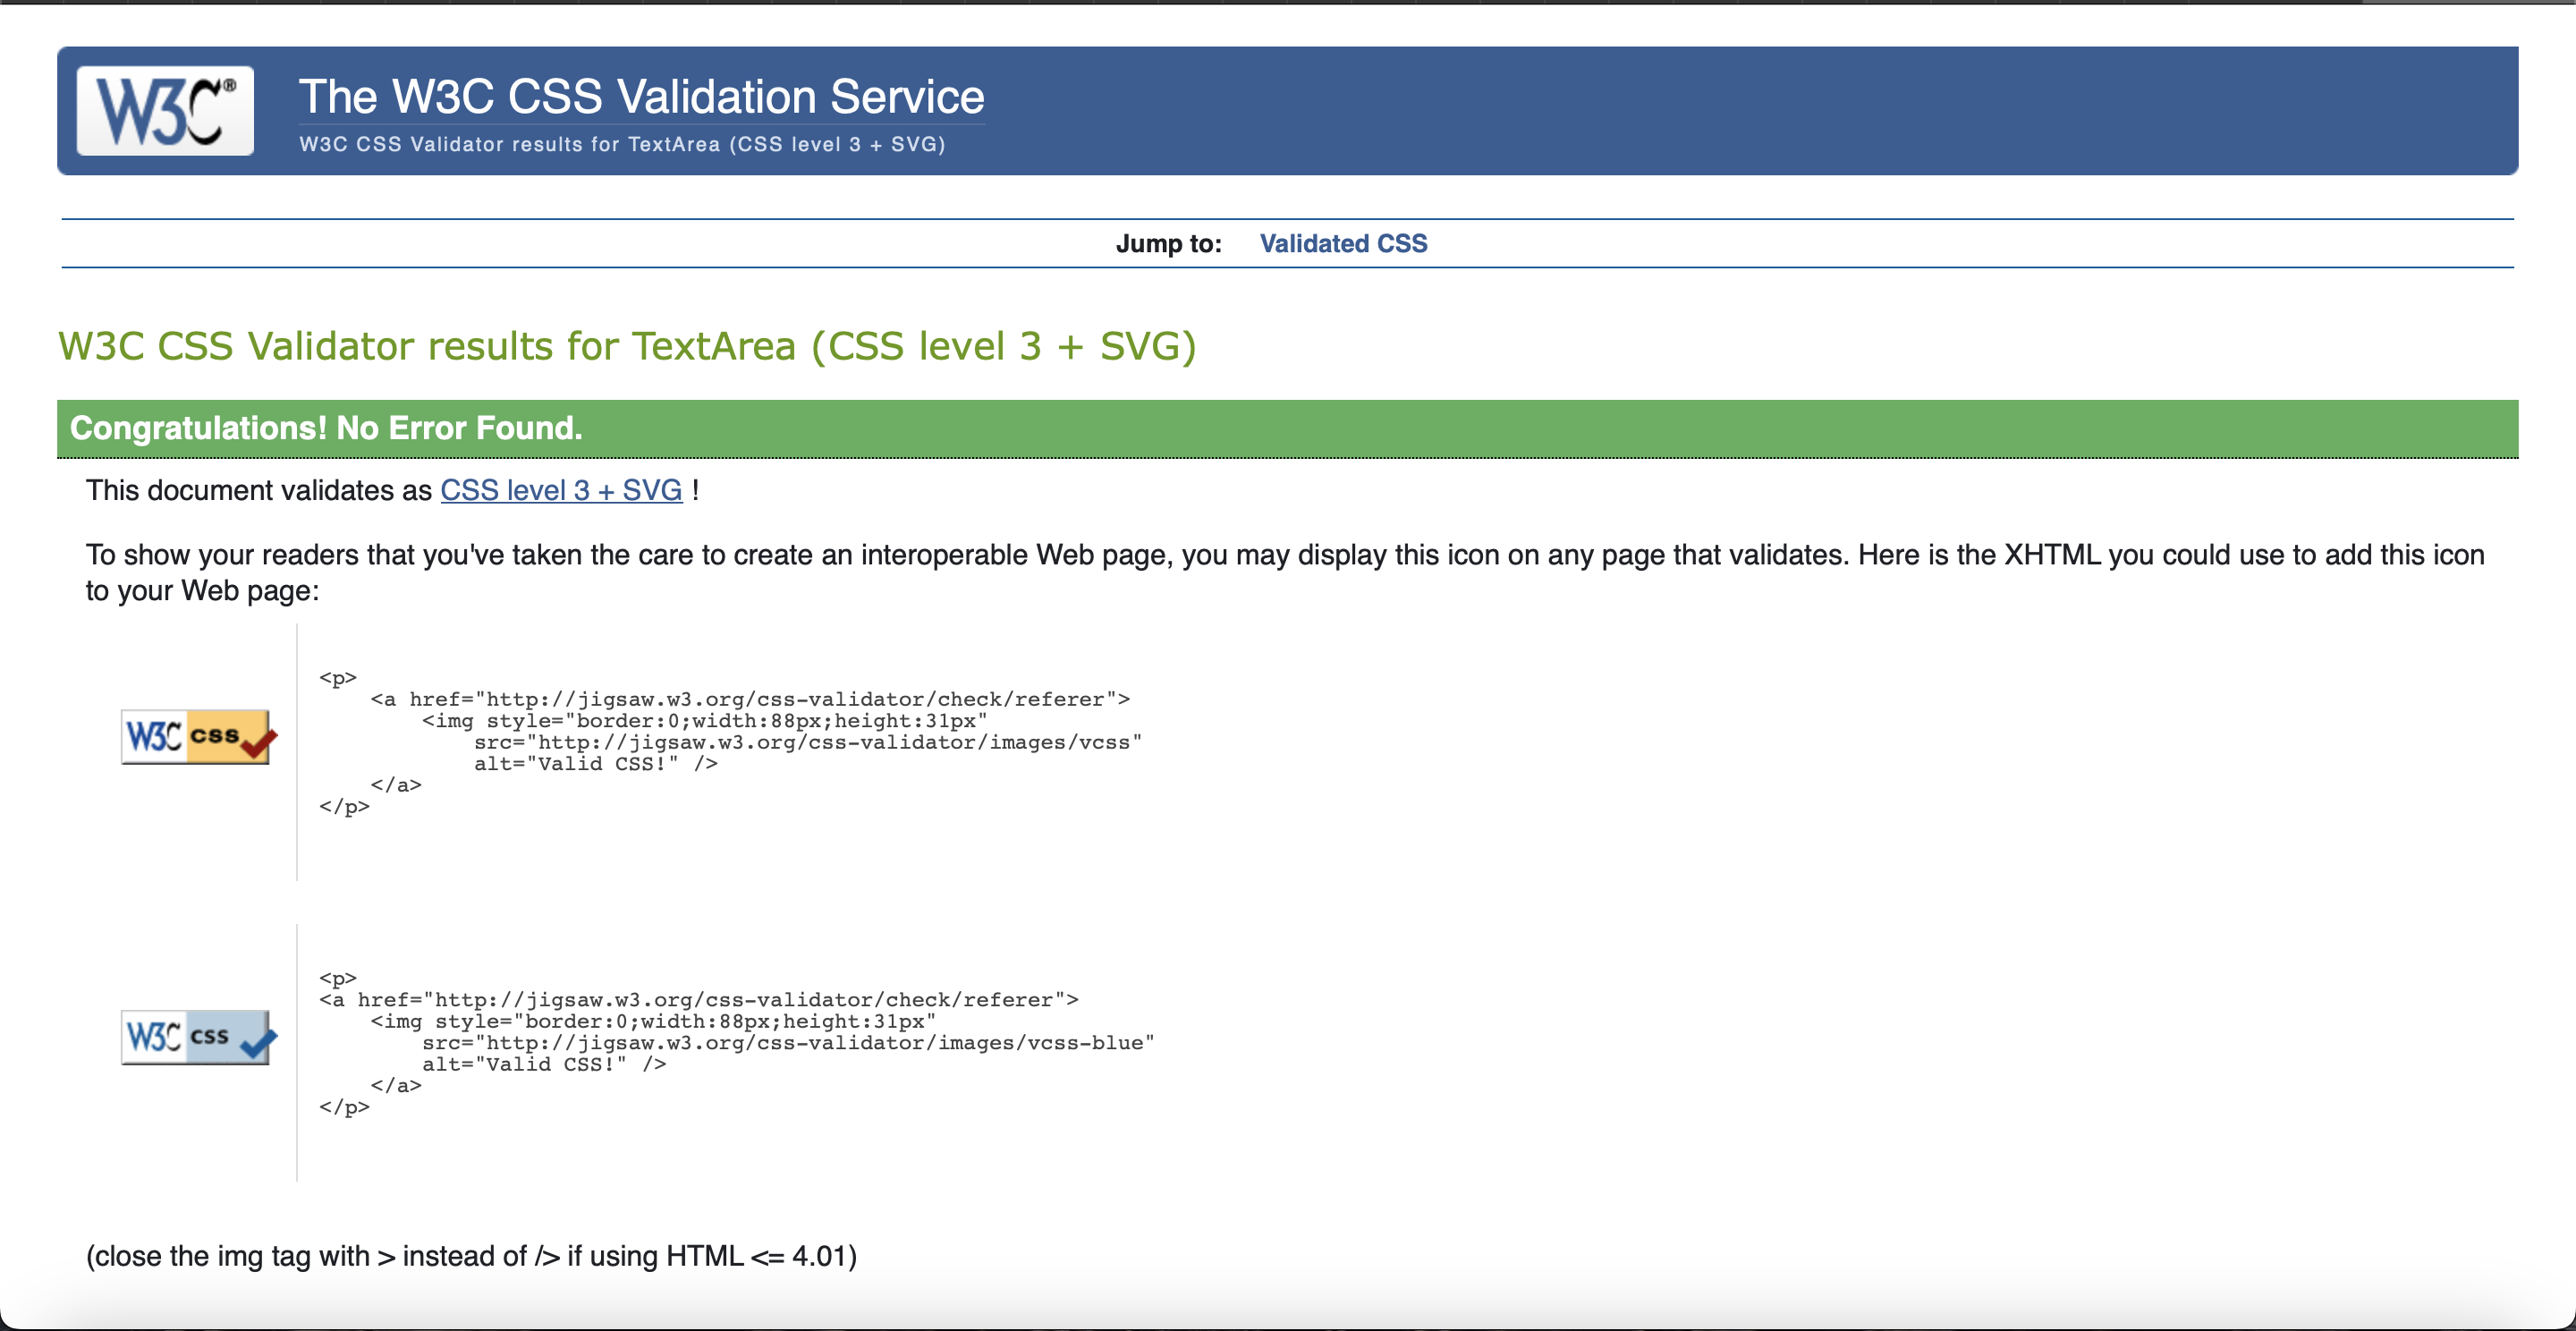 W3C®
The W3C CSS Validation Service
W3C CSS Validator results for TextArea (CSS level 3 + SVG)
Jump to: Validated CSS
W3C CSS Validator results for TextArea (CSS level 3 + SVG)
Congratulations! No Error Found.
This document validates as CSS level 3 + SVG !
To show your readers that you've taken the care to create an interoperable Web page, you may display this icon on any page that validates. Here is the XHTML you could use to add this icon
to your Web page:
W3C css
<p>
    <a href="http://jigsaw.w3.org/css-validator/check/referer">
        <img style="border:0;width:88px;height:31px"
            src="http://jigsaw.w3.org/css-validator/images/vcss"
            alt="Valid CSS!" />
    </a>
</p>
W3C css
<p>
<a href="http://jigsaw.w3.org/css-validator/check/referer">
    <img style="border:0;width:88px;height:31px"
        src="http://jigsaw.w3.org/css-validator/images/vcss-blue"
        alt="Valid CSS!" />
    </a>
</p>
(close the img tag with > instead of /> if using HTML <= 4.01)